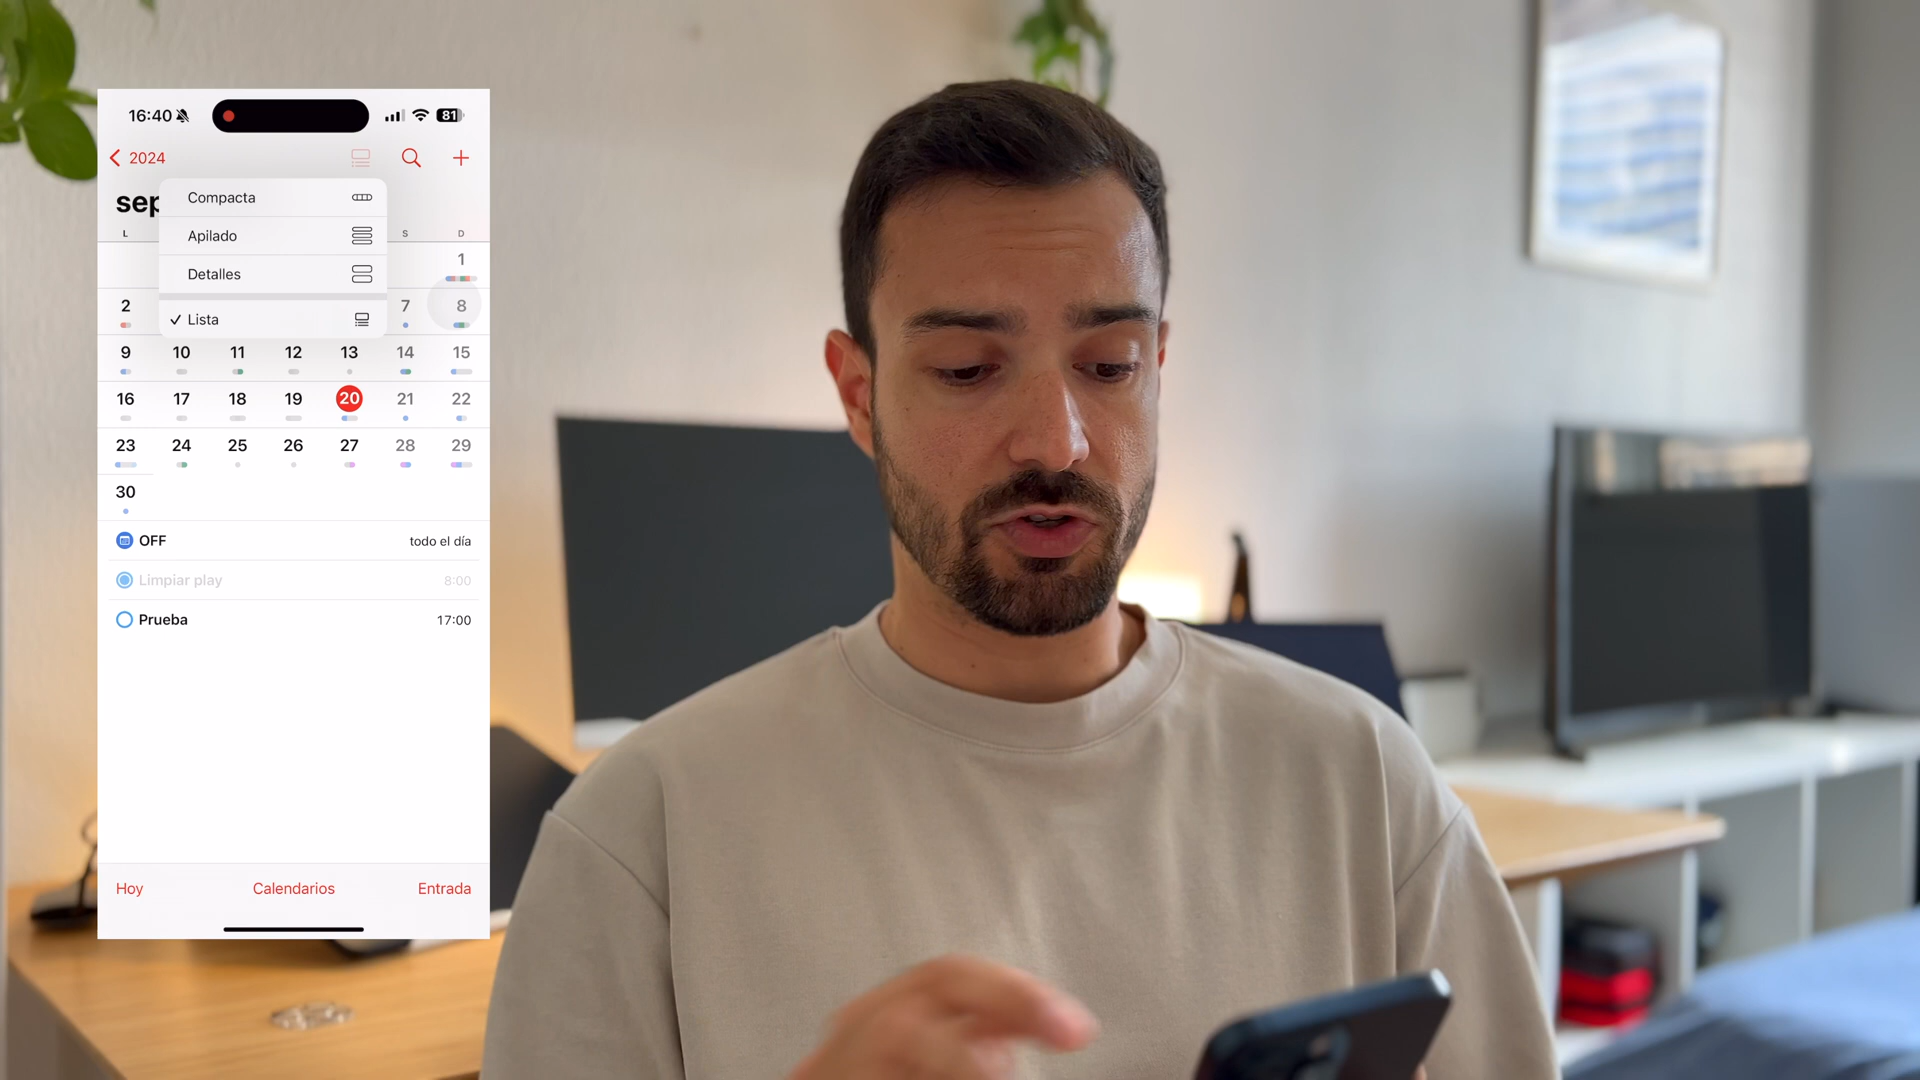 16:40
81
2024
sep
Compacta
Apilado
Detalles
Lista
L S D
1
2 7 8
9 10 11 12 13 14 15
16 17 18 19 20 21 22
23 24 25 26 27 28 29
30
OFF todo el día
Limpiar play 8:00
Prueba 17:00
Hoy Calendarios Entrada